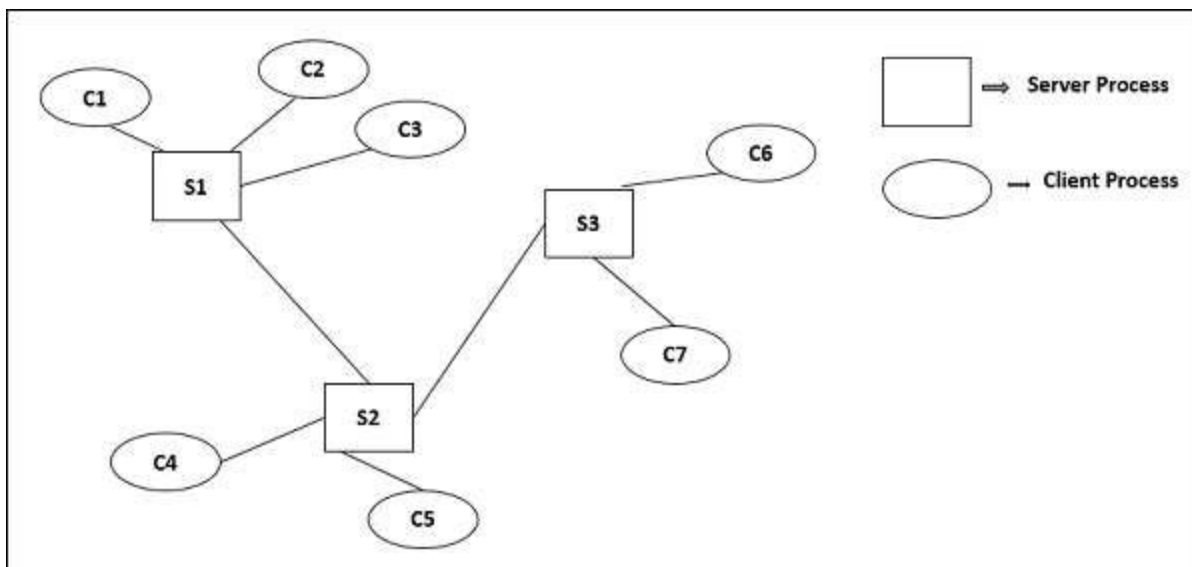 C1
C2
C3
S1
C6
S3
C7
S2
C4
C5
Server Process
Client Process